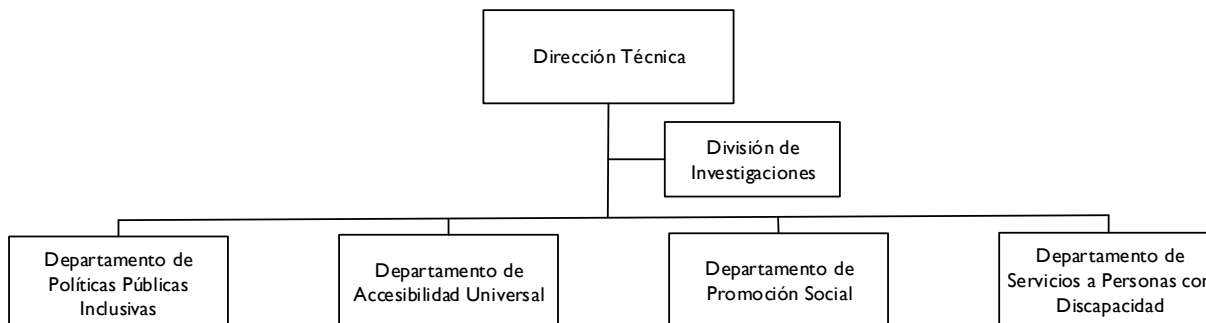 Dirección Técnica
División de
Investigaciones
Departamento de
Políticas Públicas
Inclusivas
Departamento de
Accesibilidad Universal
Departamento de
Promoción Social
Departamento de
Servicios a Personas con
Discapacidad